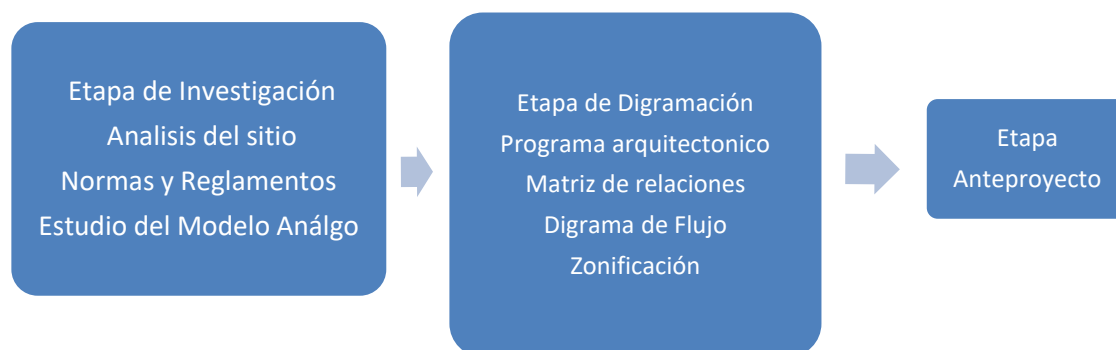 Etapa de Investigación
Analisis del sitio
Normas y Reglamentos
Estudio del Modelo Análgo
Etapa de Digramación
Programa arquitectonico
Matriz de relaciones
Digrama de Flujo
Zonificación
Etapa
Anteproyecto